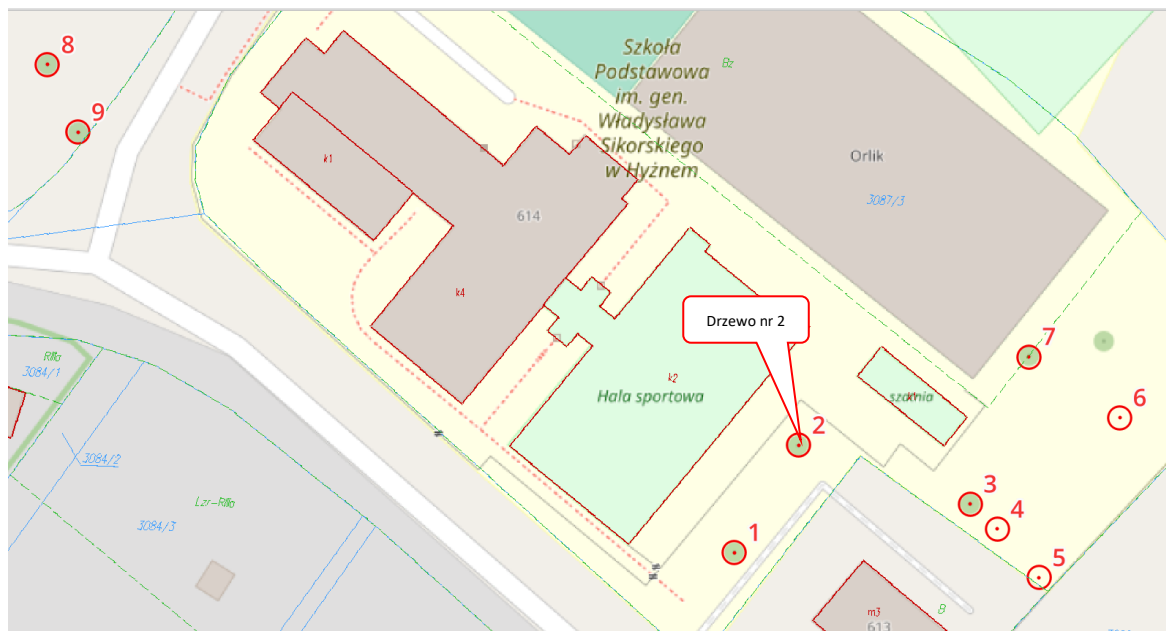 8
9
Szkoła
Podstawowa
im. gen.
Władysława
Sikorskiego
w Hyżnem
Bz
Orlik
3087/3
k1
614
k4
Drzewo nr 2
k2
Hala sportowa
szatnia
7
6
2
3
4
5
1
RIIIa
3084/1
3084/2
Lzr-RIIIa
3084/3
m3
613
B